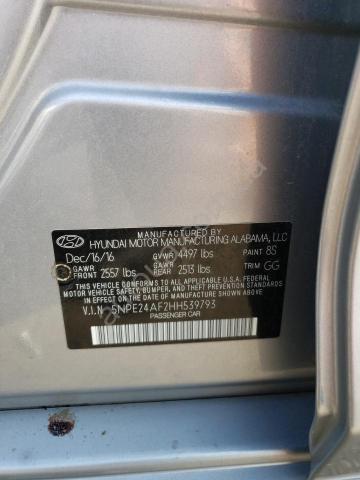 MANUFACTURED BY
HYUNDAI MOTOR MANUFACTURING ALABAMA, LLC
Dec/16/16 GVWR 4497 lbs PAINT 8S
GAWR FRONT 2557 lbs GAWR REAR 2513 lbs TRIM GG
THIS VEHICLE CONFORMS TO ALL APPLICABLE U.S.A. FEDERAL
MOTOR VEHICLE SAFETY, BUMPER, AND THEFT PREVENTION STANDARDS
IN EFFECT ON THE DATE OF MANUFACTURE SHOWN ABOVE.
V.I.N : 5NPE24AF2HH539793
PASSENGER CAR